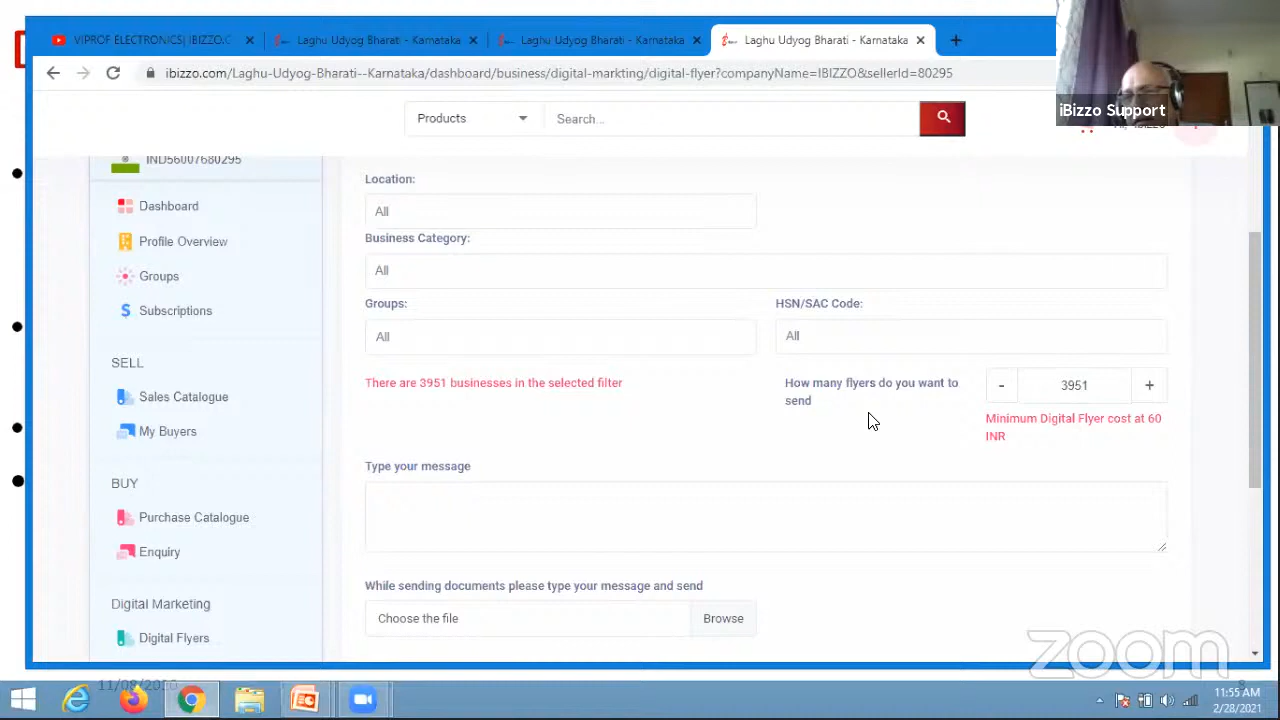 VIPROF ELECTRONICS| IBIZZO.C
Laghu Udyog Bharati - Karnataka
Laghu Udyog Bharati - Karnataka
Laghu Udyog Bharati - Karnataka
ibizzo.com/Laghu-Udyog-Bharati--Karnataka/dashboard/business/digital-markting/digital-flyer?companyName=IBIZZO&sellerId=80295
iBizzo Support
Products
Search...
IND56007680295
Dashboard
Profile Overview
Groups
Subscriptions
SELL
Sales Catalogue
My Buyers
BUY
Purchase Catalogue
Enquiry
Digital Marketing
Digital Flyers
Location:
All
Business Category:
All
Groups:
HSN/SAC Code:
All
All
There are 3951 businesses in the selected filter
How many flyers do you want to
send
- 3951 +
Minimum Digital Flyer cost at 60
INR
Type your message
While sending documents please type your message and send
Choose the file
Browse
zoom
11:55 AM
2/28/2021